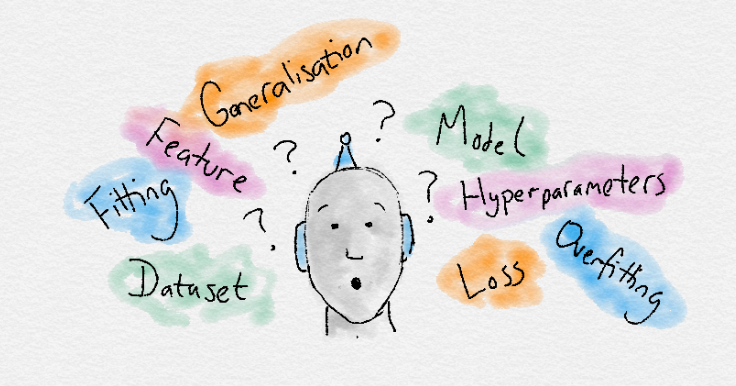 Generalisation
?
Model
Feature
?
?
Hyperparameters
Fitting
?
Overfitting
Dataset
Loss